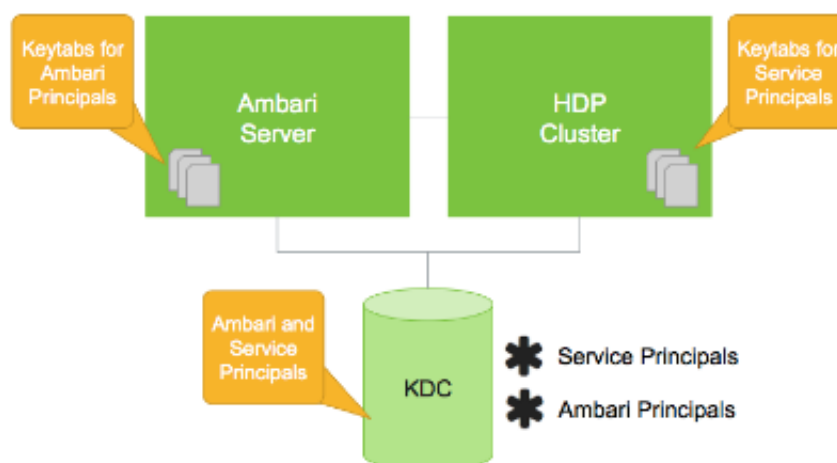 Keytabs for
Ambari
Principals
Ambari
Server
HDP
Cluster
Keytabs for
Service
Principals
Ambari and
Service
Principals
KDC
Service Principals
Ambari Principals